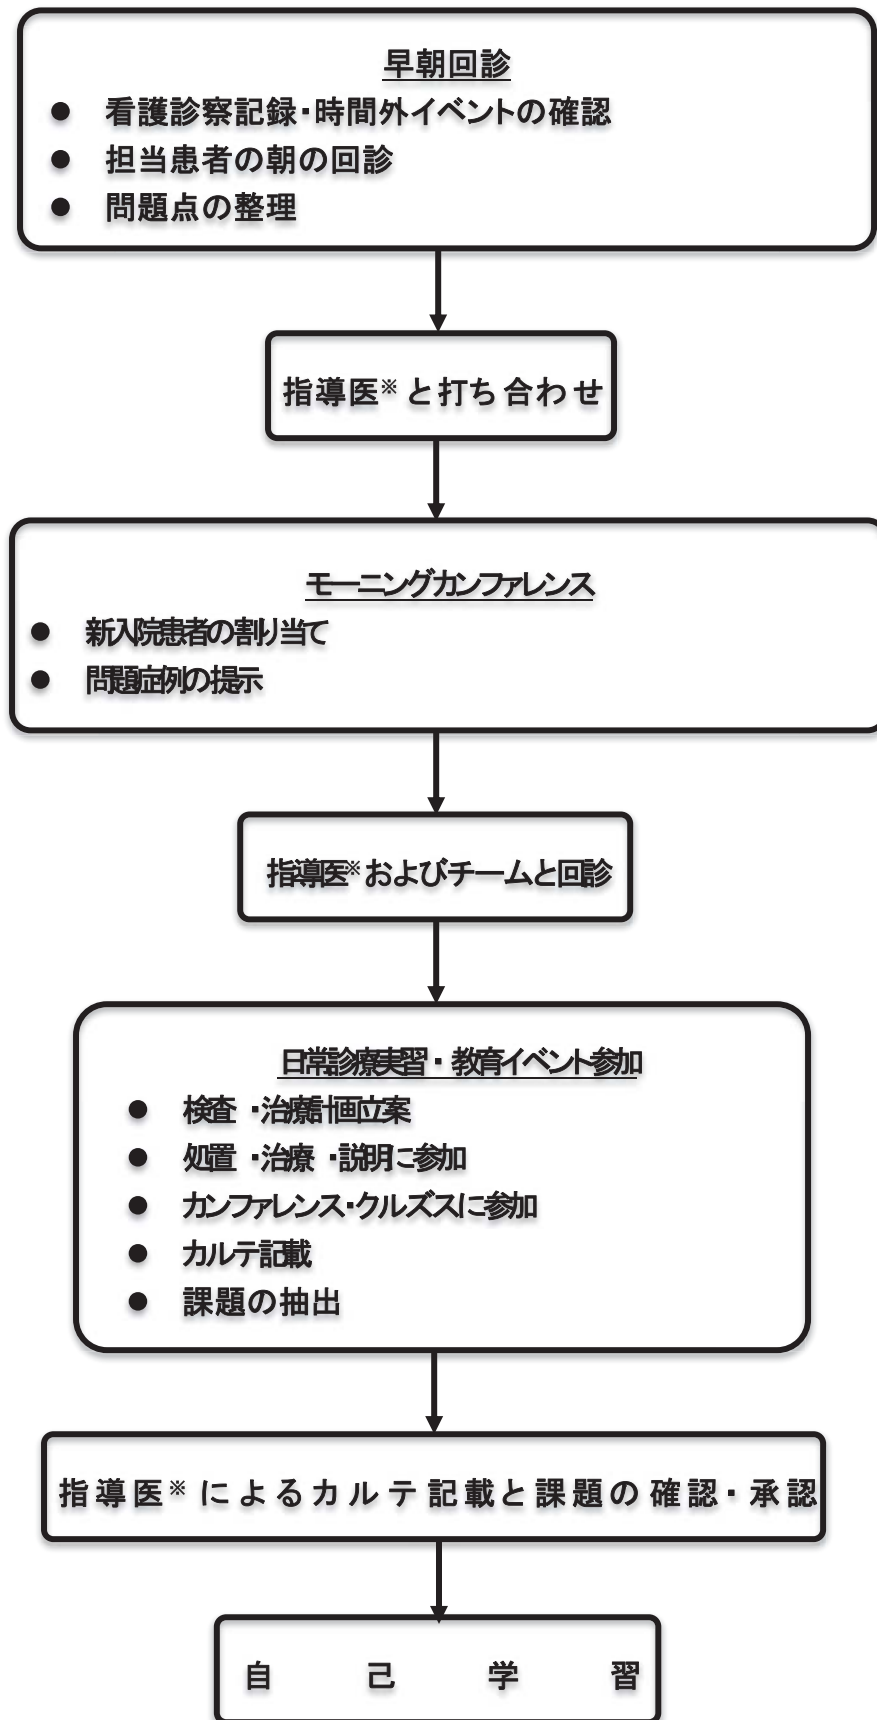 早朝回診
● 看護診察記録・時間外イベントの確認
● 担当患者の朝の回診
● 問題点の整理
指導医※と打ち合わせ
モーニングカンファレンス
● 新入院患者の割り当て
● 問題症例の提示
指導医※およびチームと回診
日常診療実習・教育イベント参加
● 検査・治療計画立案
● 処置・治療・説明に参加
● カンファレンス・クルズスに参加
● カルテ記載
● 課題の抽出
指導医※によるカルテ記載と課題の確認・承認
自己学習